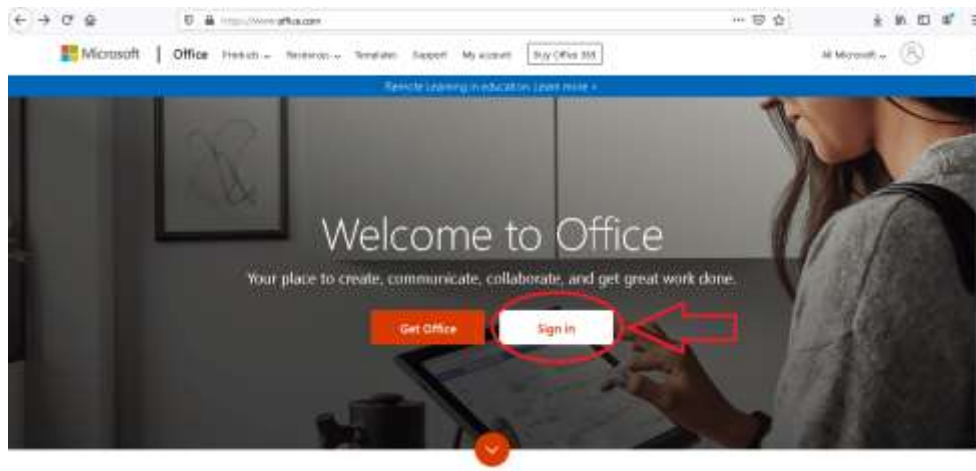 https://www.office.com
Microsoft | Office Products Resources Templates Support My account Buy Office 365 All Microsoft
Remote Learning in education Learn more >
Welcome to Office
Your place to create, communicate, collaborate, and get great work done.
Get Office Sign in